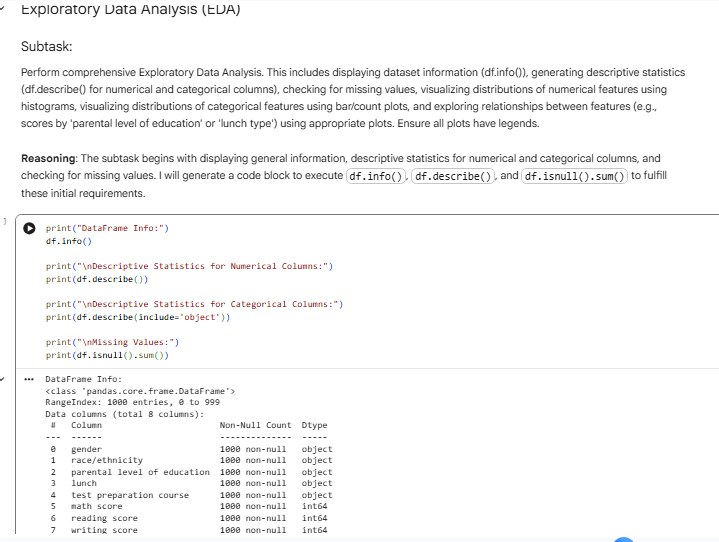 Exploratory Data Analysis (EDA)
Subtask:
Perform comprehensive Exploratory Data Analysis. This includes displaying dataset information (df.info()), generating descriptive statistics
(df.describe() for numerical and categorical columns), checking for missing values, visualizing distributions of numerical features using
histograms, visualizing distributions of categorical features using bar/count plots, and exploring relationships between features (e.g.,
scores by 'parental level of education' or 'lunch type') using appropriate plots. Ensure all plots have legends.
Reasoning: The subtask begins with displaying general information, descriptive statistics for numerical and categorical columns, and
checking for missing values. I will generate a code block to execute df.info(), df.describe(), and df.isnull().sum() to fulfill
these initial requirements.
]
print("DataFrame Info:")
df.info()
print("\nDescriptive Statistics for Numerical Columns:")
print(df.describe())
print("\nDescriptive Statistics for Categorical Columns:")
print(df.describe(include='object'))
print("\nMissing Values:")
print(df.isnull().sum())
... DataFrame Info:
<class 'pandas.core.frame.DataFrame'>
RangeIndex: 1000 entries, 0 to 999
Data columns (total 8 columns):
# Column Non-Null Count Dtype
--- ------ -------------- -----
0 gender 1000 non-null object
1 race/ethnicity 1000 non-null object
2 parental level of education 1000 non-null object
3 lunch 1000 non-null object
4 test preparation course 1000 non-null object
5 math score 1000 non-null int64
6 reading score 1000 non-null int64
7 writing score 1000 non-null int64